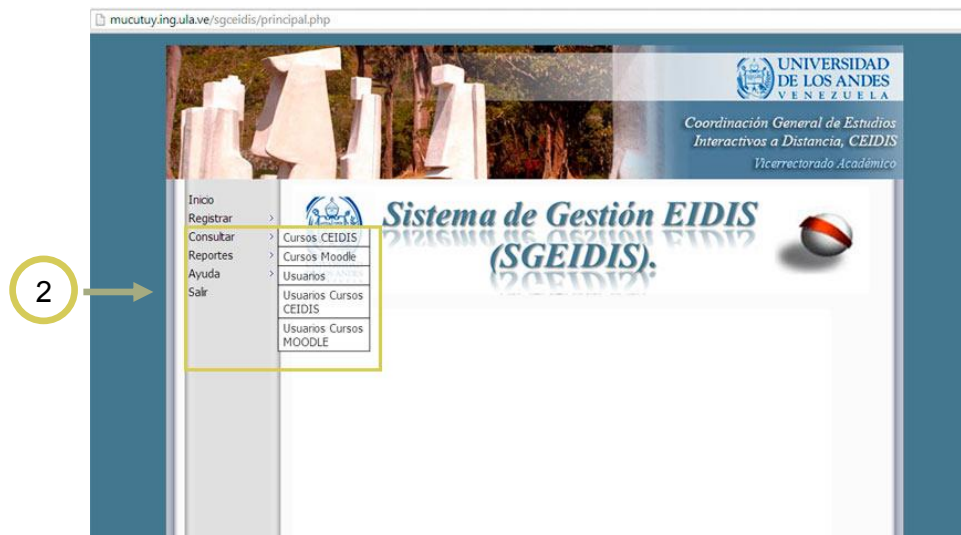 mucutuy.ing.ula.ve/sgceidis/principal.php
UNIVERSIDAD
DE LOS ANDES
VENEZUELA
Coordinación General de Estudios
Interactivos a Distancia, CEIDIS
Vicerrectorado Académico
Inicio
Registrar >
Consultar >
Reportes >
Ayuda >
Salir
Cursos CEIDIS
Cursos Moodle
Usuarios
Usuarios Cursos
CEIDIS
Usuarios Cursos
MOODLE
Sistema de Gestión EIDIS
(SGEIDIS).
2